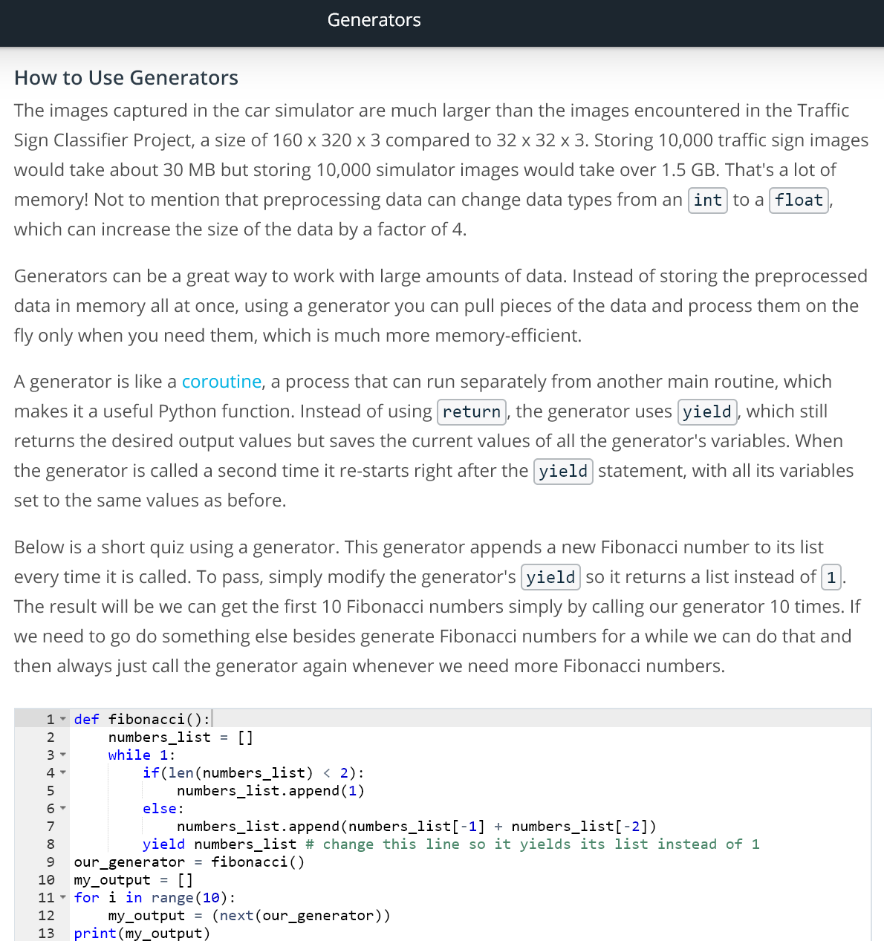 Generators
How to Use Generators
The images captured in the car simulator are much larger than the images encountered in the Traffic
Sign Classifier Project, a size of 160 x 320 x 3 compared to 32 x 32 x 3. Storing 10,000 traffic sign images
would take about 30 MB but storing 10,000 simulator images would take over 1.5 GB. That's a lot of
memory! Not to mention that preprocessing data can change data types from an int to a float,
which can increase the size of the data by a factor of 4.
Generators can be a great way to work with large amounts of data. Instead of storing the preprocessed
data in memory all at once, using a generator you can pull pieces of the data and process them on the
fly only when you need them, which is much more memory-efficient.
A generator is like a coroutine, a process that can run separately from another main routine, which
makes it a useful Python function. Instead of using return, the generator uses yield, which still
returns the desired output values but saves the current values of all the generator's variables. When
the generator is called a second time it re-starts right after the yield statement, with all its variables
set to the same values as before.
Below is a short quiz using a generator. This generator appends a new Fibonacci number to its list
every time it is called. To pass, simply modify the generator's yield so it returns a list instead of 1.
The result will be we can get the first 10 Fibonacci numbers simply by calling our generator 10 times. If
we need to go do something else besides generate Fibonacci numbers for a while we can do that and
then always just call the generator again whenever we need more Fibonacci numbers.
1 def fibonacci():
2     numbers_list = []
3     while 1:
4         if(len(numbers_list) < 2):
5             numbers_list.append(1)
6         else:
7             numbers_list.append(numbers_list[-1] + numbers_list[-2])
8         yield numbers_list # change this line so it yields its list instead of 1
9 our_generator = fibonacci()
10 my_output = []
11 for i in range(10):
12     my_output = (next(our_generator))
13 print(my_output)